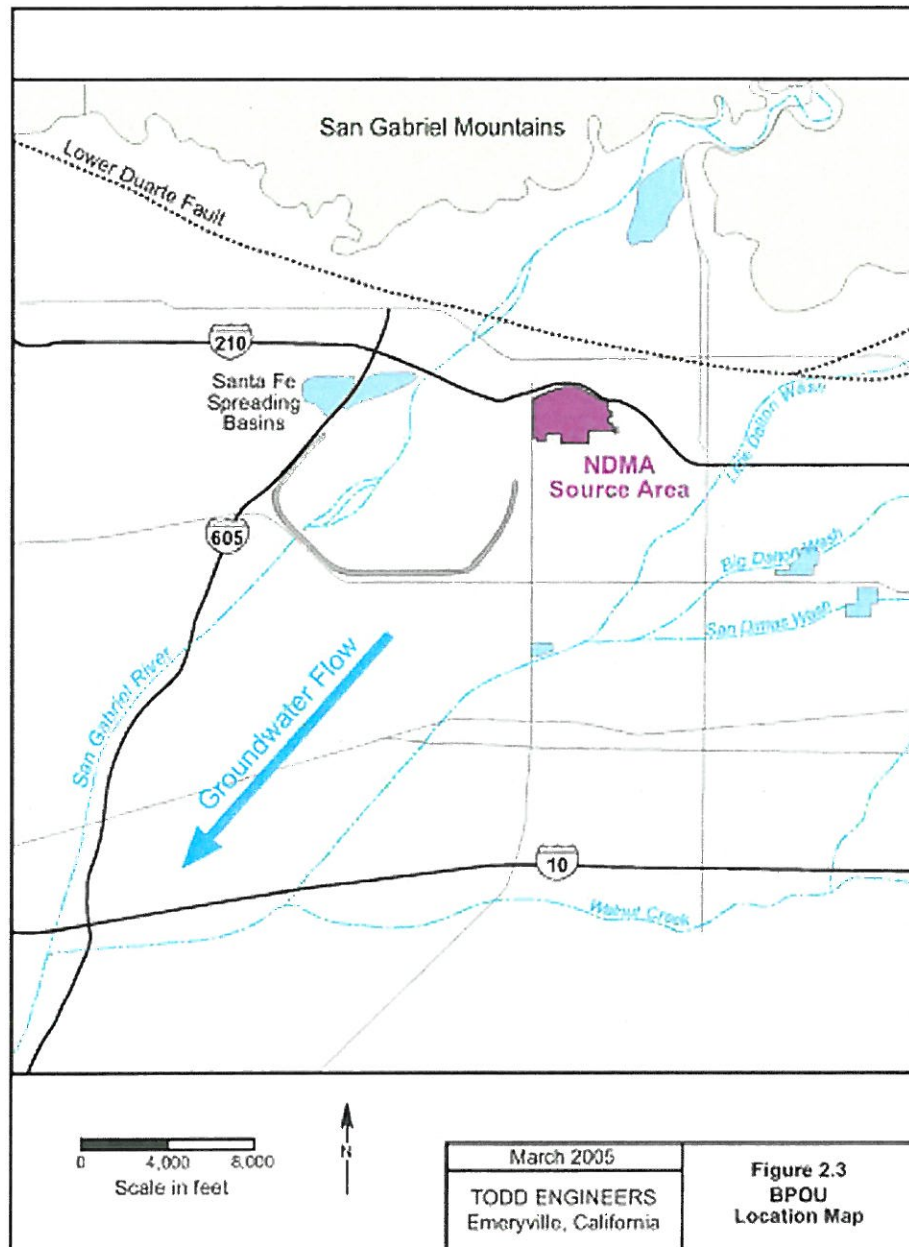 San Gabriel Mountains
Lower Duarte Fault
210
Santa Fe
Spreading
Basins
NDMA
Source Area
Little Dalton Wash
605
Big Dalton Wash
San Dimas Wash
San Gabriel River
Groundwater Flow
10
Walnut Creek
0 4,000 8,000
Scale in feet
N
March 2005
TODD ENGINEERS
Emeryville, California
Figure 2.3
BPOU
Location Map